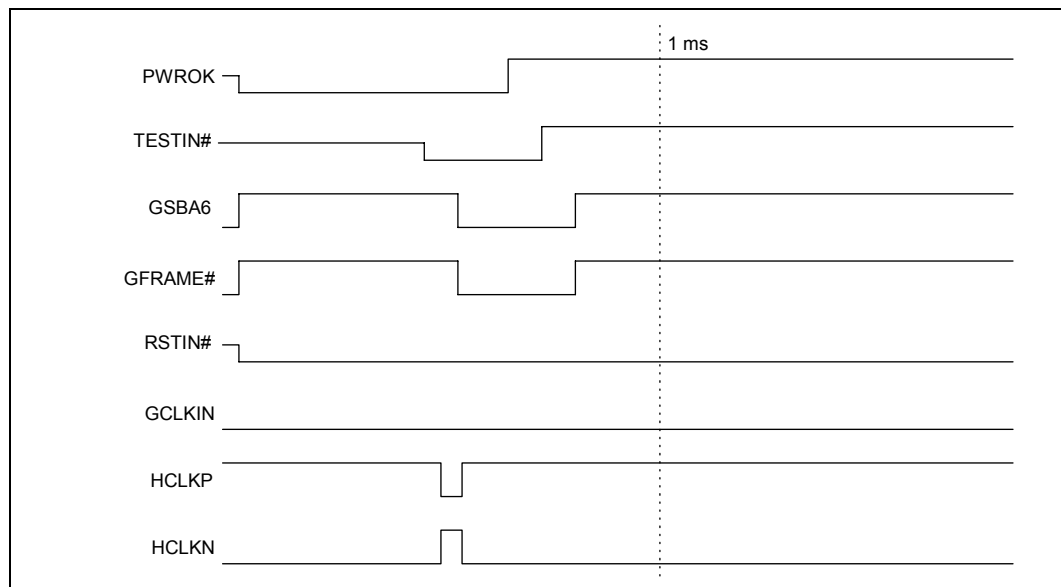 1 ms
PWROK
TESTIN#
GSBA6
GFRAME#
RSTIN#
GCLKIN
HCLKP
HCLKN